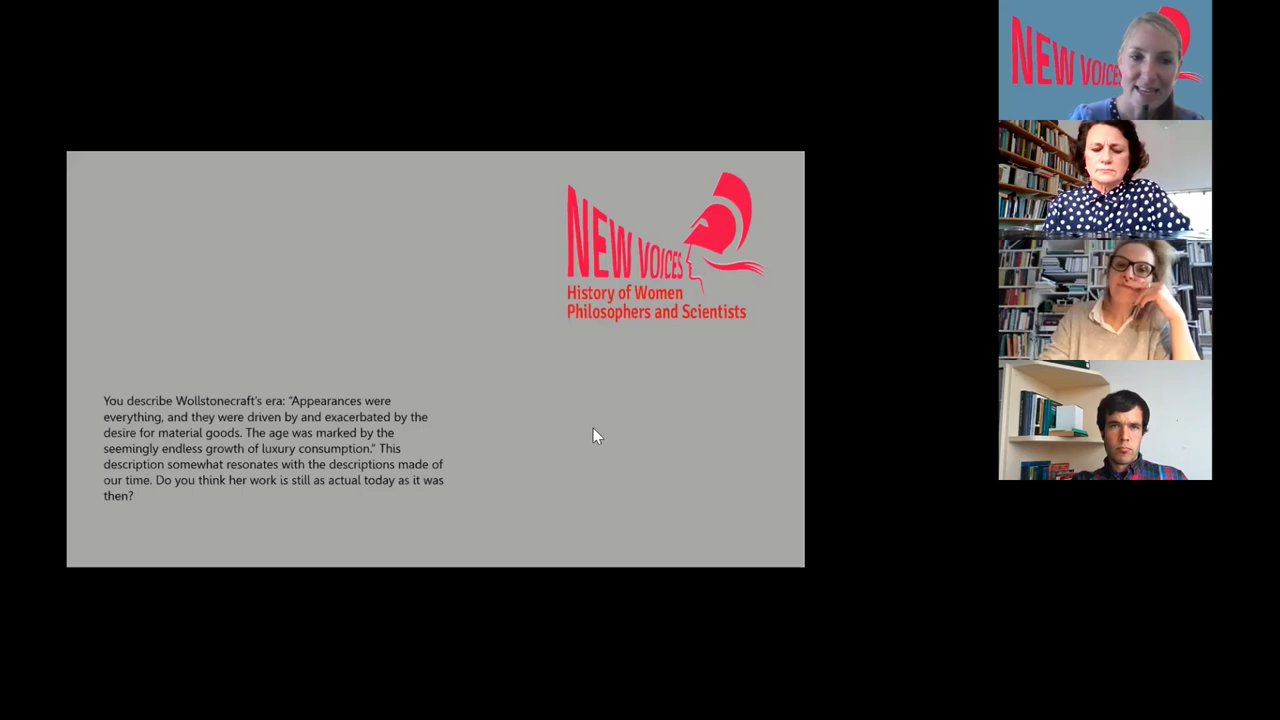 NEW VOICES
NEW VOICES
History of Women
Philosophers and Scientists
You describe Wollstonecraft's era: "Appearances were
everything, and they were driven by and exacerbated by the
desire for material goods. The age was marked by the
seemingly endless growth of luxury consumption." This
description somewhat resonates with the descriptions made of
our time. Do you think her work is still as actual today as it was
then?